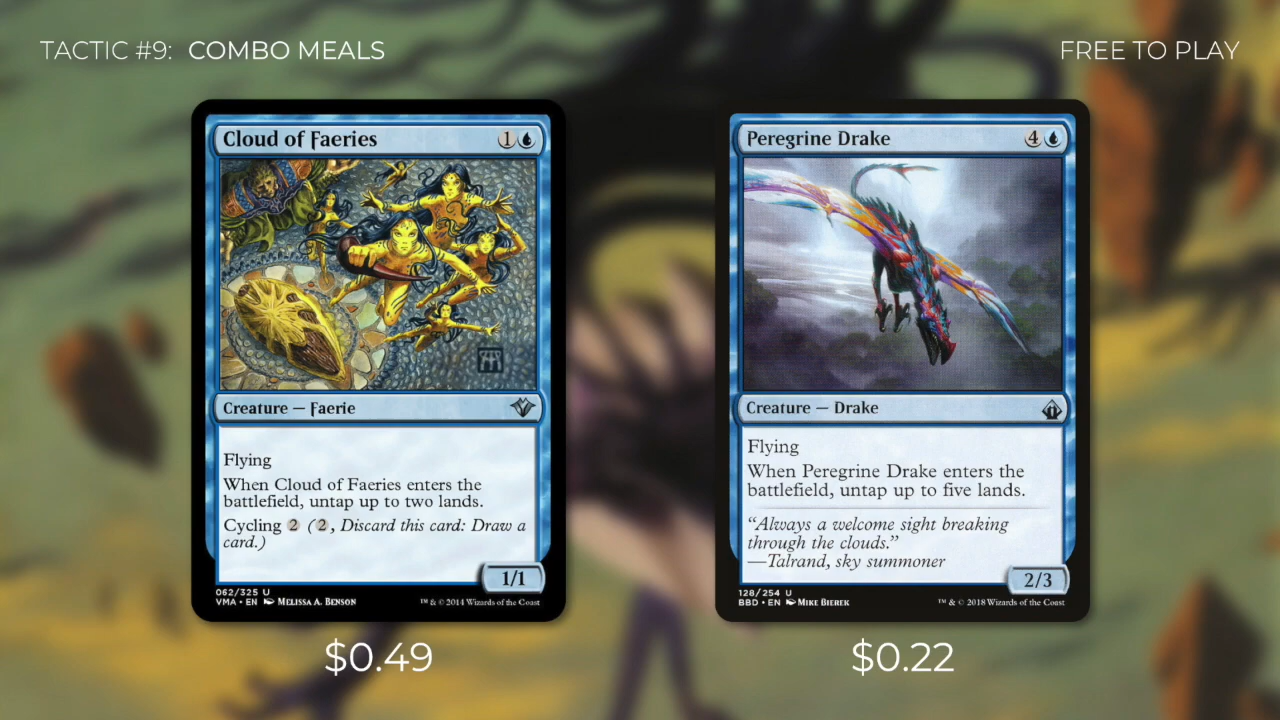 TACTIC #9: COMBO MEALS
FREE TO PLAY
Cloud of Faeries 1
Creature — Faerie
Flying
When Cloud of Faeries enters the
battlefield, untap up to two lands.
Cycling 2 (2, Discard this card: Draw a
card.)
1/1
062/325 U
VMA • EN Melissa A. Benson
™ & © 2014 Wizards of the Coast
$0.49
Peregrine Drake 4
Creature — Drake
Flying
When Peregrine Drake enters the
battlefield, untap up to five lands.
"Always a welcome sight breaking
through the clouds."
—Talrand, sky summoner
2/3
128/254 U
BBD • EN Mike Bierek
™ & © 2018 Wizards of the Coast
$0.22